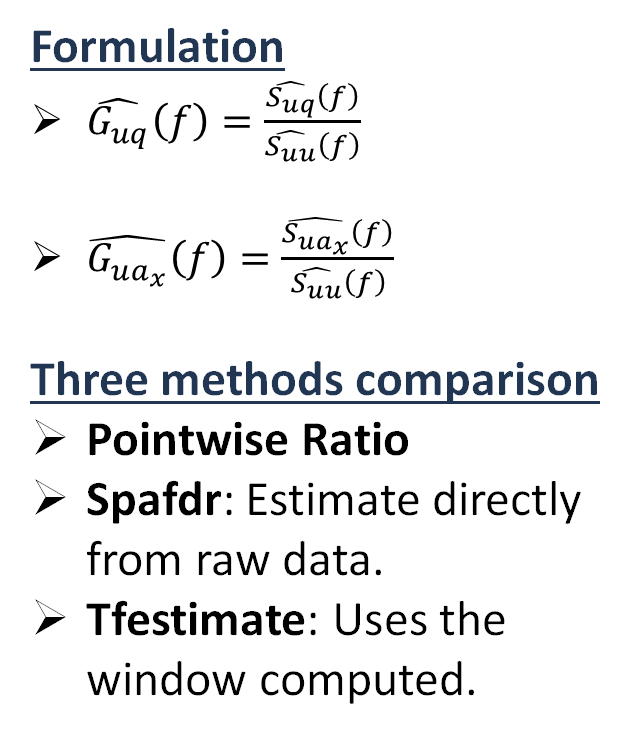 Formulation
➢ $\widehat{G_{uq}}(f) = \frac{\widehat{S_{uq}}(f)}{\widehat{S_{uu}}(f)}$
➢ $\widehat{G_{ua_x}}(f) = \frac{\widehat{S_{ua_x}}(f)}{\widehat{S_{uu}}(f)}$
Three methods comparison
➢ Pointwise Ratio
➢ Spafdr: Estimate directly
from raw data.
➢ Tfestimate: Uses the
window computed.